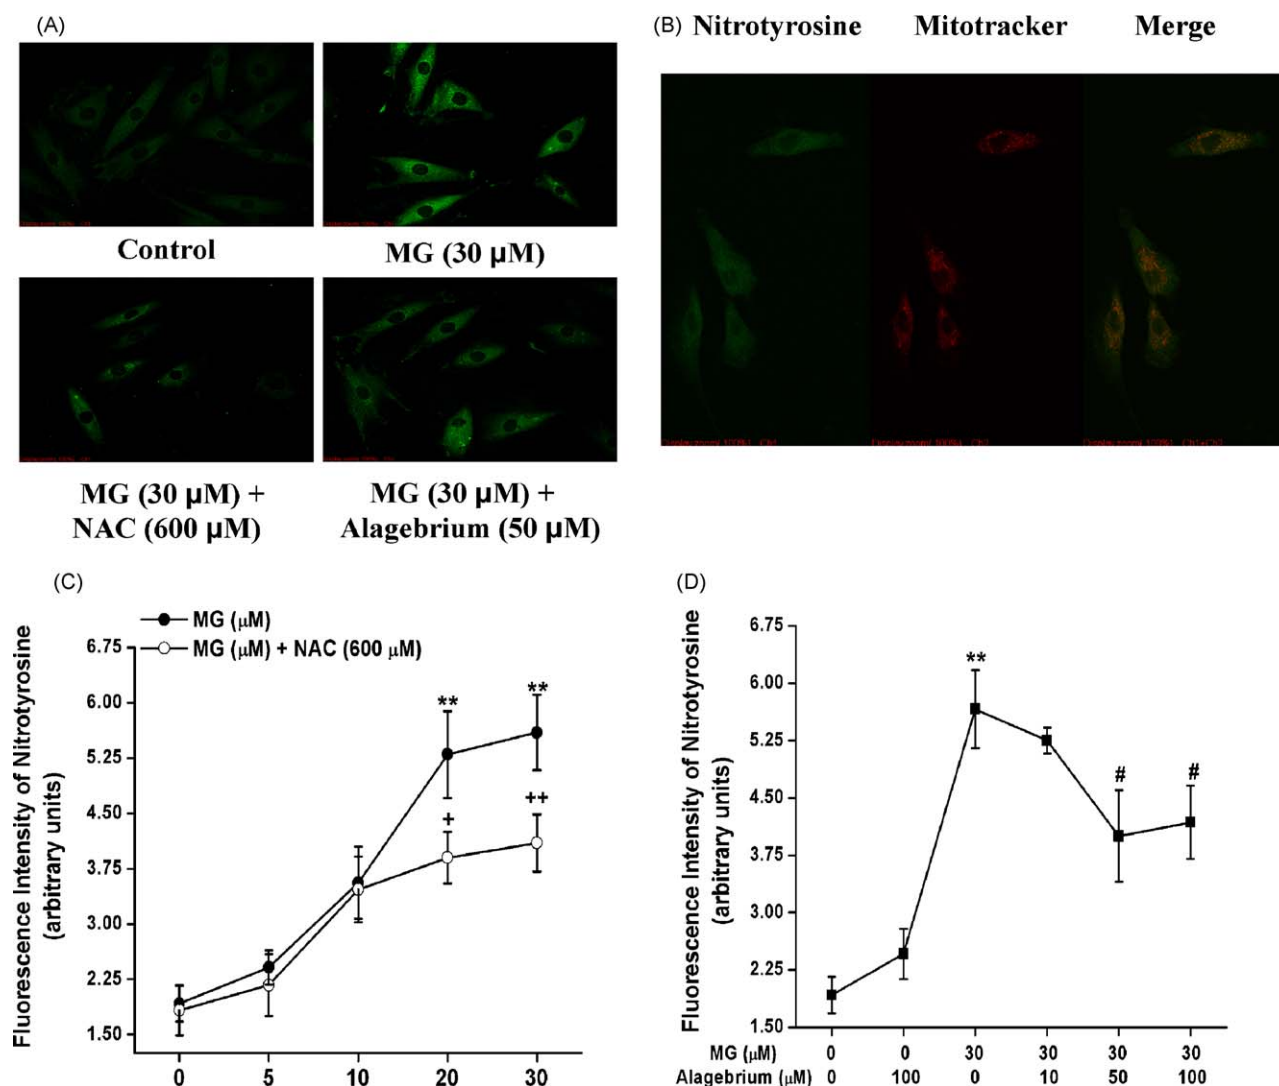 (A)
Control
MG (30 μM)
MG (30 μM) +
NAC (600 μM)
MG (30 μM) +
Alagebrium (50 μM)
(B)
Nitrotyrosine Mitotracker Merge
(C)
MG (μM)
MG (μM) + NAC (600 μM)
Fluorescence Intensity of Nitrotyrosine
(arbitrary units)
6.75
6.00
5.25
4.50
3.75
3.00
2.25
1.50
** **
+ ++
0 5 10 20 30
(D)
Fluorescence Intensity of Nitrotyrosine
(arbitrary units)
6.75
6.00
5.25
4.50
3.75
3.00
2.25
1.50
**
# #
MG (μM) 0 0 30 30 30 30
Alagebrium (μM) 0 100 0 10 50 100